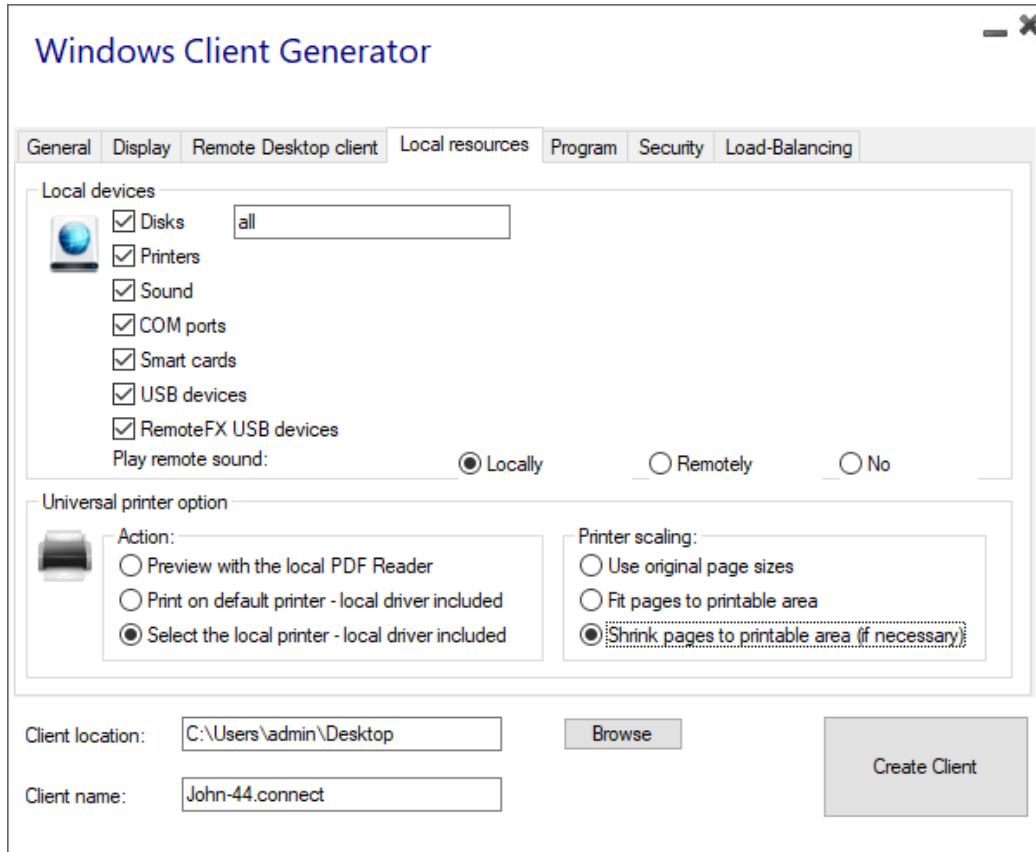 Windows Client Generator
General Display Remote Desktop client Local resources Program Security Load-Balancing
Local devices
Disks all
Printers
Sound
COM ports
Smart cards
USB devices
RemoteFX USB devices
Play remote sound: Locally Remotely No
Universal printer option
Action:
Preview with the local PDF Reader
Print on default printer - local driver included
Select the local printer - local driver included
Printer scaling:
Use original page sizes
Fit pages to printable area
Shrink pages to printable area (if necessary)
Client location: C:\Users\admin\Desktop Browse
Client name: John-44.connect
Create Client